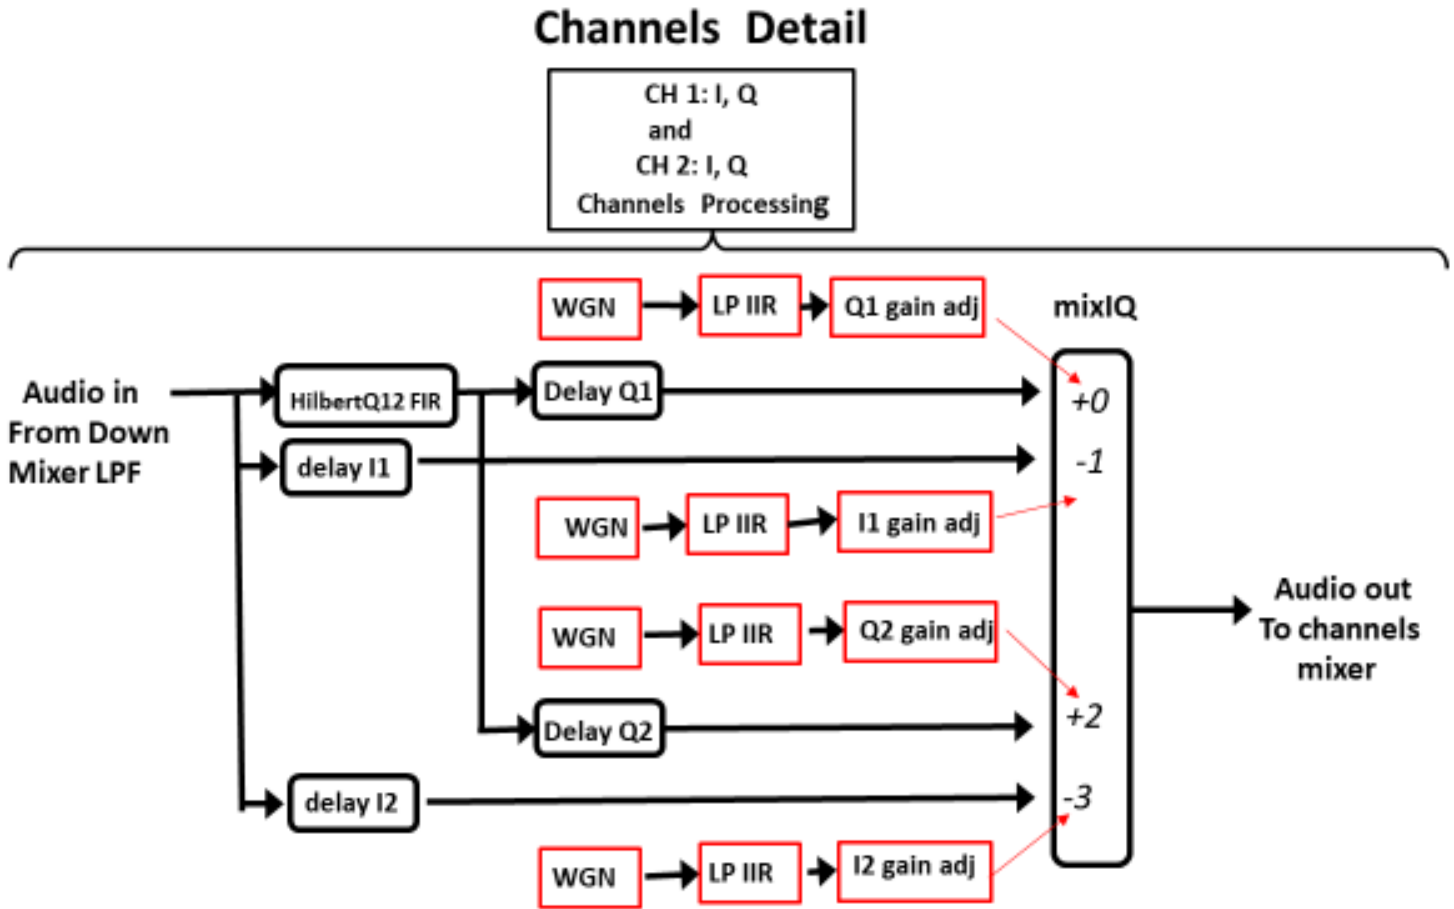 Channels Detail
CH 1: I, Q
and
CH 2: I, Q
Channels Processing
WGN
LP IIR
Q1 gain adj
mixIQ
Audio in
From Down
Mixer LPF
HilbertQ12 FIR
Delay Q1
+0
delay I1
-1
WGN
LP IIR
I1 gain adj
WGN
LP IIR
Q2 gain adj
Audio out
To channels
mixer
Delay Q2
+2
delay I2
-3
WGN
LP IIR
I2 gain adj